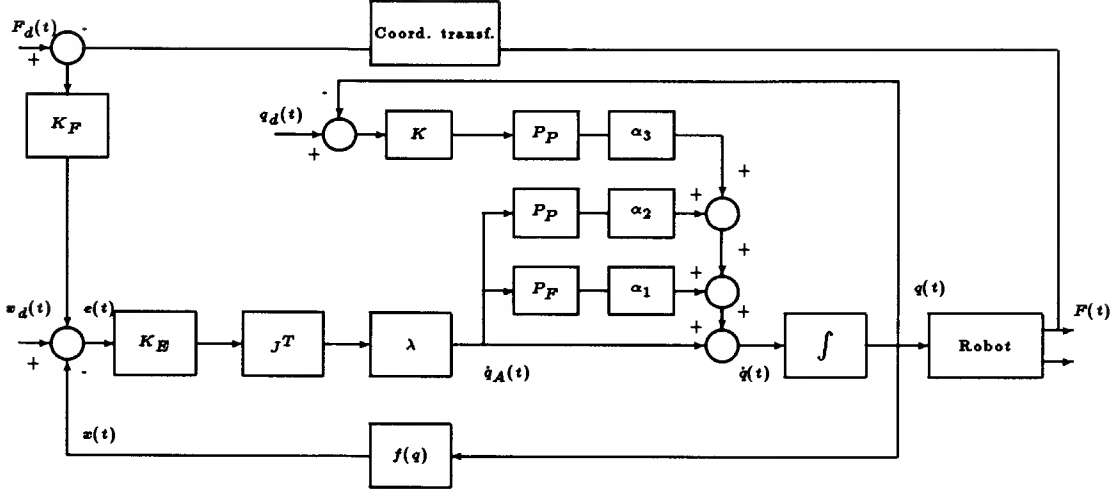 F_d(t) - Coord. transf.
+
K_F
-
q_d(t) K P_P α_3
+ +
P_P α_2 +
+
P_F α_1 + q(t)
x_d(t) e(t) + + F(t)
K_E J^T λ ∫ Robot
+ - q̇_A(t) q̇(t)
x(t) f(q)